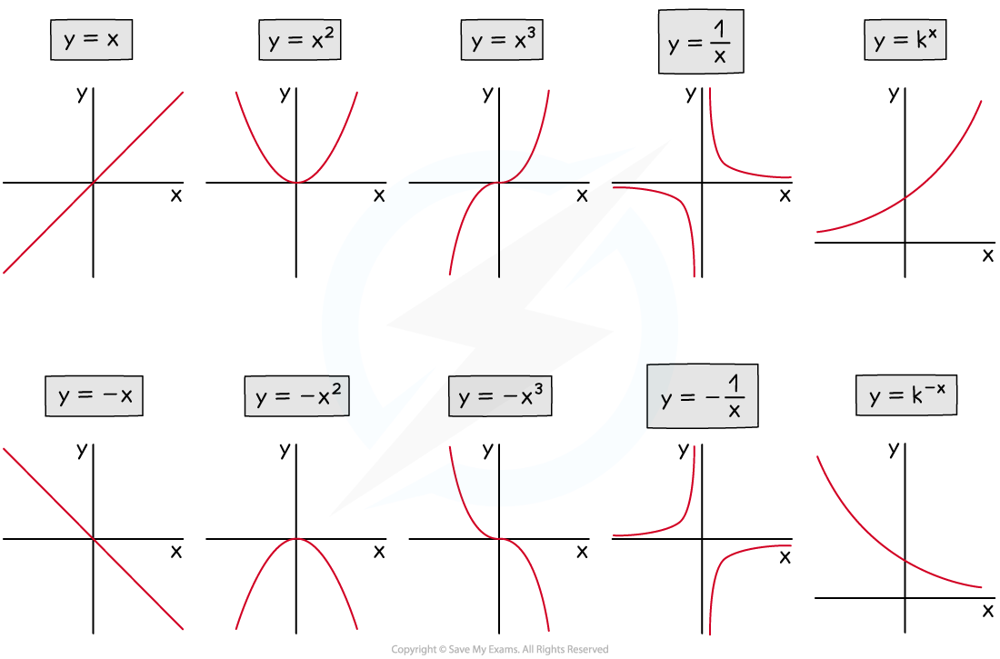 y = x
y = x²
y = x³
y = 1/x
y = kˣ
y
x
y
x
y
x
y
x
y
x
y = −x
y = −x²
y = −x³
y = − 1/x
y = k⁻ˣ
y
x
y
x
y
x
y
x
y
x
Copyright © Save My Exams. All Rights Reserved